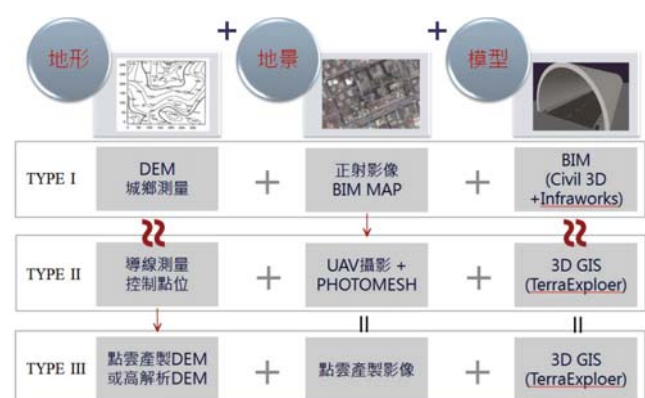 地形
+
地景
+
模型
TYPE I
DEM
城鄉測量
+
正射影像
BIM MAP
+
BIM
(Civil 3D
+Infraworks)
TYPE II
導線測量
控制點位
+
UAV攝影 +
PHOTOMESH
+
3D GIS
(TerraExploer)
TYPE III
點雲產製DEM
或高解析DEM
+
點雲產製影像
+
3D GIS
(TerraExploer)